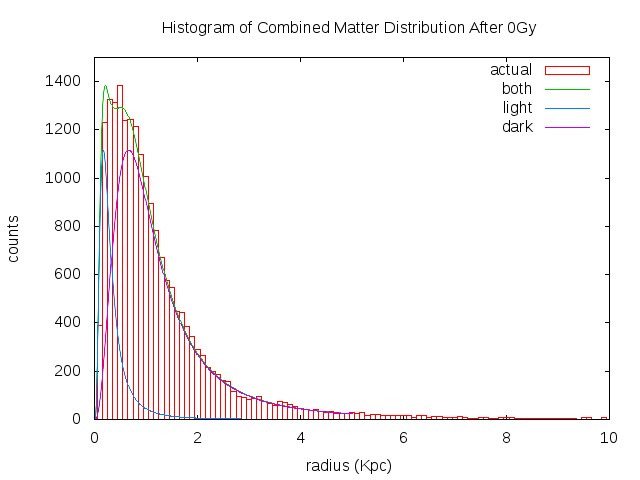 Histogram of Combined Matter Distribution After 0Gy
actual
both
light
dark
1400
1200
1000
800
600
400
200
0
counts
0 2 4 6 8 10
radius (Kpc)